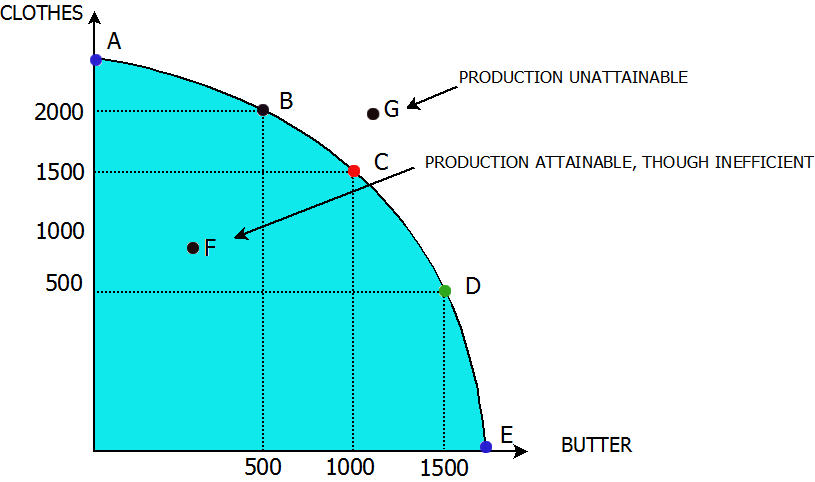 CLOTHES
A
PRODUCTION UNATTAINABLE
B
G
2000
C
PRODUCTION ATTAINABLE, THOUGH INEFFICIENT
1500
1000
F
500
D
E
BUTTER
500
1000
1500